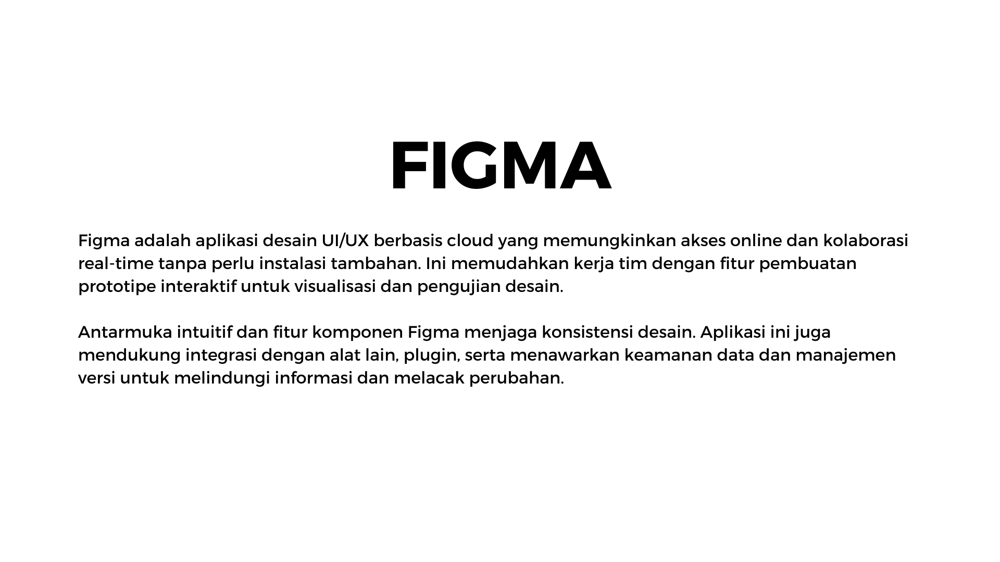 FIGMA
Figma adalah aplikasi desain UI/UX berbasis cloud yang memungkinkan akses online dan kolaborasi
real-time tanpa perlu instalasi tambahan. Ini memudahkan kerja tim dengan fitur pembuatan
prototipe interaktif untuk visualisasi dan pengujian desain.
Antarmuka intuitif dan fitur komponen Figma menjaga konsistensi desain. Aplikasi ini juga
mendukung integrasi dengan alat lain, plugin, serta menawarkan keamanan data dan manajemen
versi untuk melindungi informasi dan melacak perubahan.